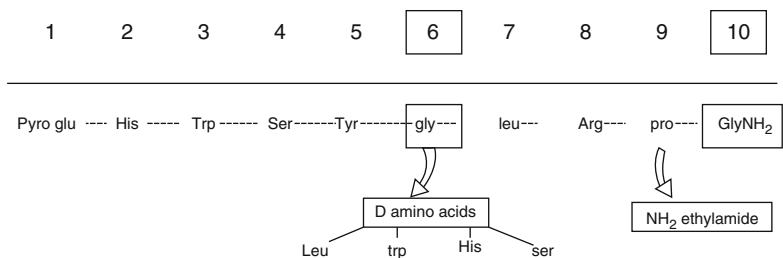 1 2 3 4 5 6 7 8 9 10
Pyro glu ---- His ----- Trp ------ Ser ------ Tyr ------- gly --- leu -- Arg --- pro ---- GlyNH₂
D amino acids
NH₂ ethylamide
Leu trp His ser